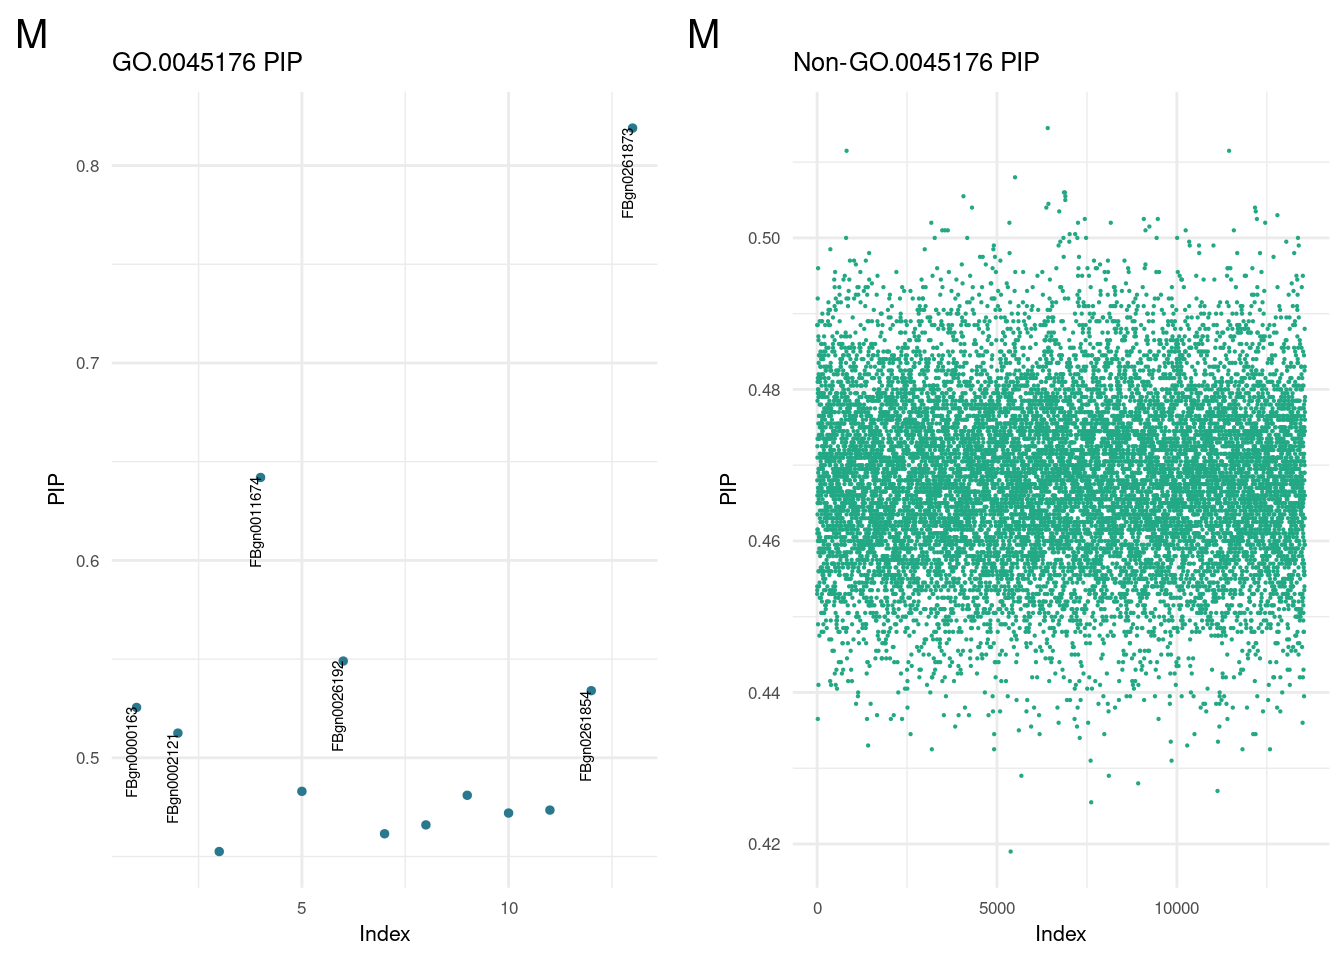 M
GO.0045176 PIP
PIP
0.8
0.7
0.6
0.5
FBgn0000163
FBgn0002121
FBgn0011674
FBgn0026192
FBgn0261854
FBgn0261873
5
10
Index
M
Non-GO.0045176 PIP
PIP
0.50
0.48
0.46
0.44
0.42
0
5000
10000
Index